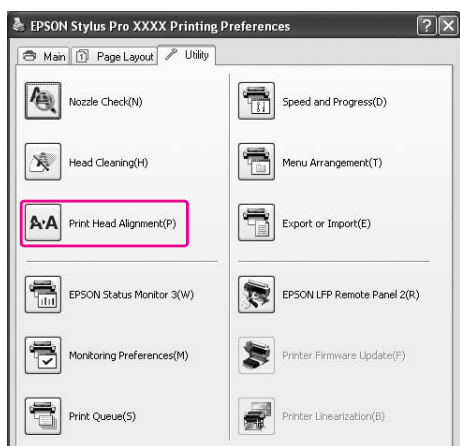 EPSON Stylus Pro XXXX Printing Preferences
Main Page Layout Utility
Nozzle Check(N)
Speed and Progress(D)
Head Cleaning(H)
Menu Arrangement(T)
A A Print Head Alignment(P)
Export or Import(E)
EPSON Status Monitor 3(W)
EPSON LFP Remote Panel 2(R)
Monitoring Preferences(M)
Printer Firmware Update(F)
Print Queue(S)
Printer Linearization(B)